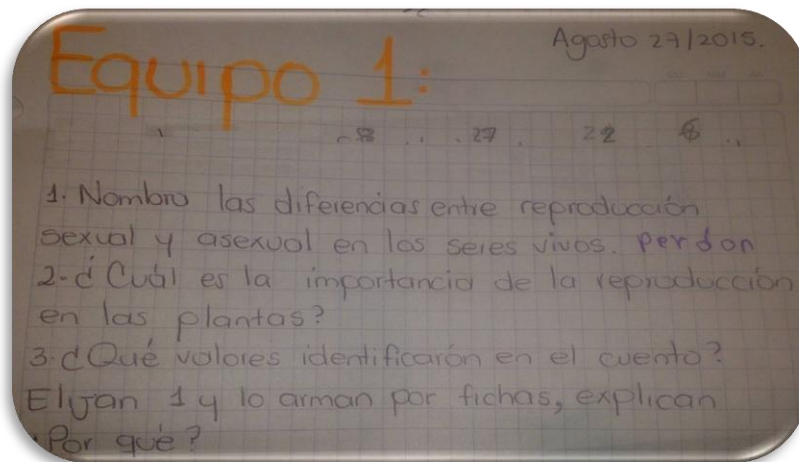 Agosto 27/2015.
Equipo 1:
8 27 22 6
1. Nombro las diferencias entre reproducción
sexual y asexual en los seres vivos. perdon
2-¿Cuál es la importancia de la reproducción
en las plantas?
3.¿Qué valores identificarón en el cuento?
Elijan 1 y lo arman por fichas, explican
¿Por qué?